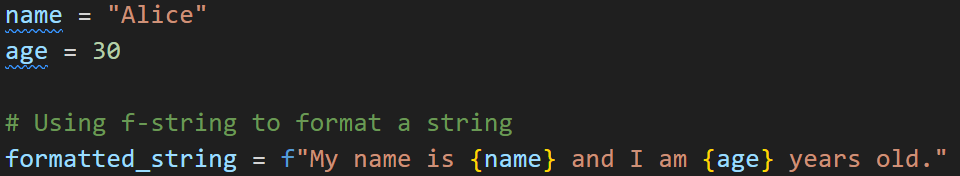 name = "Alice"
age = 30
# Using f-string to format a string
formatted_string = f"My name is {name} and I am {age} years old."